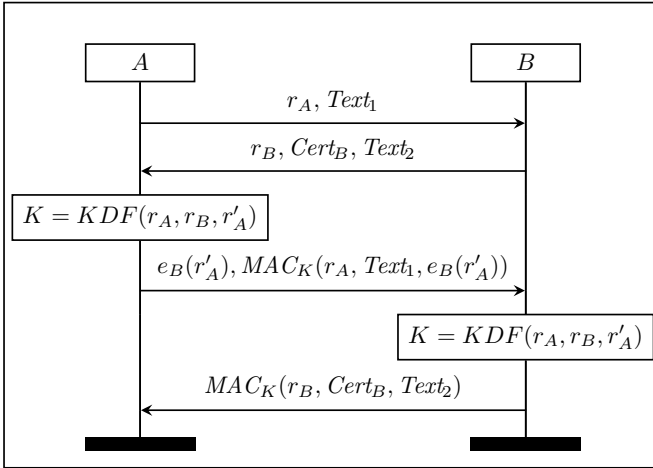 A B
r_A, Text_1
r_B, Cert_B, Text_2
K = KDF(r_A, r_B, r'_A)
e_B(r'_A), MAC_K(r_A, Text_1, e_B(r'_A))
K = KDF(r_A, r_B, r'_A)
MAC_K(r_B, Cert_B, Text_2)